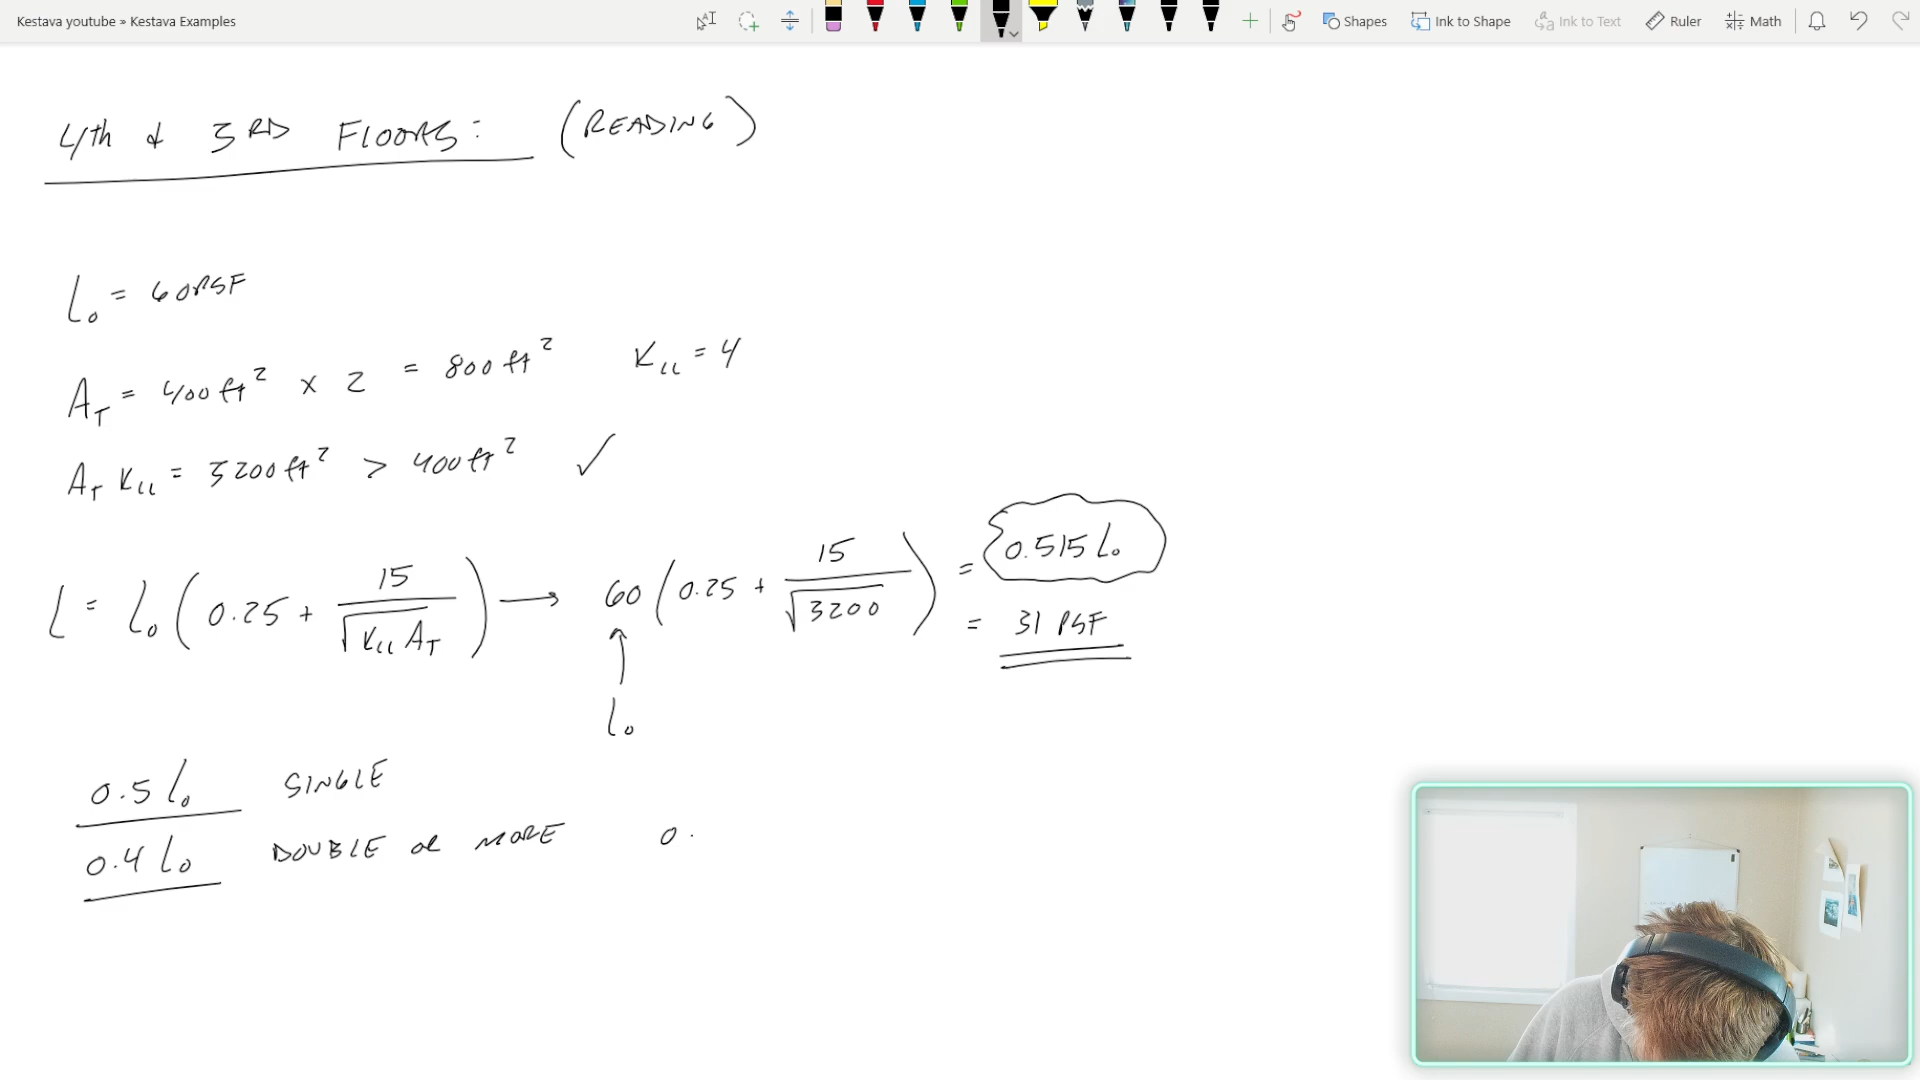 Kestava youtube » Kestava Examples
Shapes
Ink to Shape
Ink to Text
Ruler
Math
4th & 3RD FLOORS: (READING)
L₀ = 60PSF
A_T = 400ft² x 2 = 800ft² K_LL = 4
A_T K_LL = 3200ft² > 400ft² ✓
L = L₀ (0.25 + 15/√(K_LL A_T)) → 60 (0.25 + 15/√3200) = 0.515 L₀
= 31 PSF
L₀
0.5 L₀ SINGLE
0.4 L₀ DOUBLE OR MORE 0.